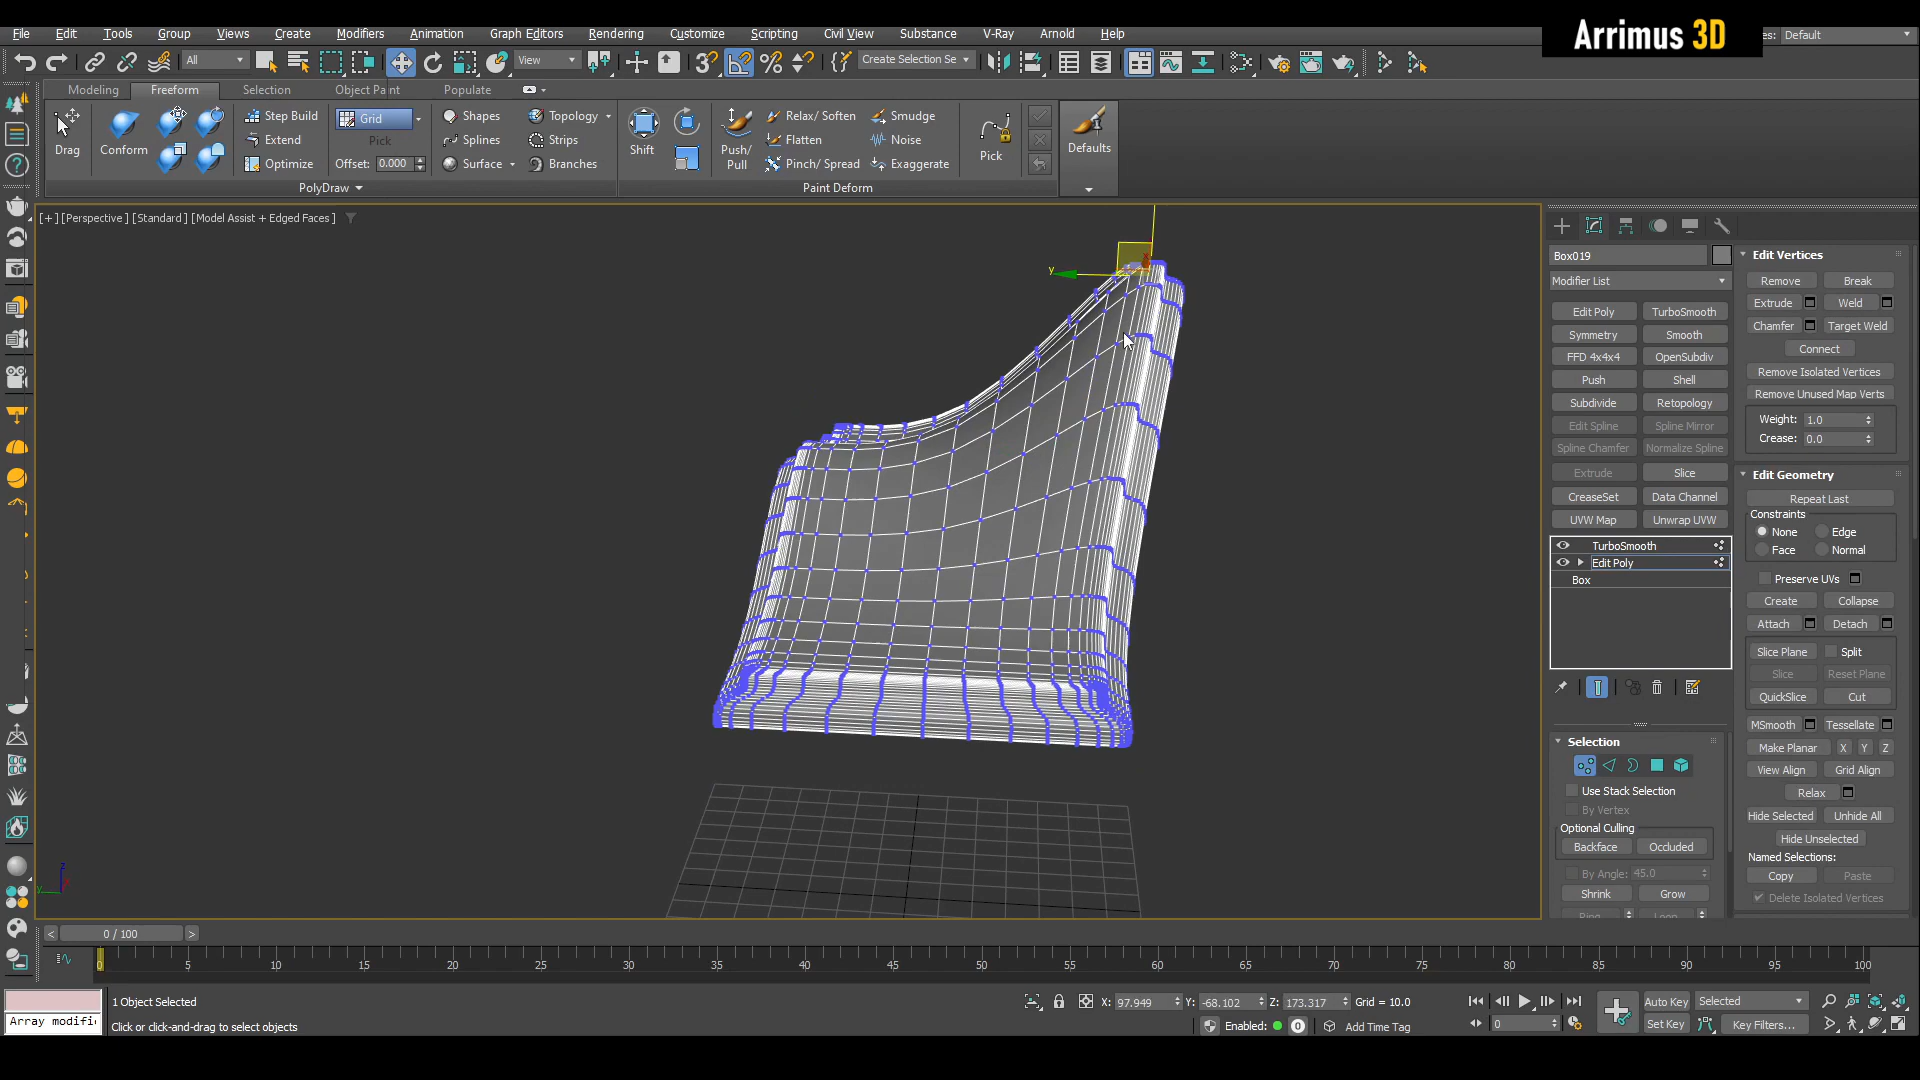 File Edit Tools Group Views Create Modifiers Animation Graph Editors Rendering Customize Scripting Civil View Substance V-Ray Arnold Help
Arrimus 3D
es: Default
All View Create Selection Se
Modeling Freeform Selection Object Paint Populate
Drag Conform Step Build Extend Optimize Grid Pick Offset: 0.000 Shapes Splines Surface Topology Strips Branches Shift Push/ Pull Relax/ Soften Flatten Pinch/ Spread Smudge Noise Exaggerate Pick Defaults
PolyDraw Paint Deform
[+] [Perspective ] [Standard ] [Model Assist + Edged Faces ]
y
x
z
y
Box019
Modifier List
Edit Poly TurboSmooth
Symmetry Smooth
FFD 4x4x4 OpenSubdiv
Push Shell
Subdivide Retopology
Edit Spline Spline Mirror
Spline Chamfer Normalize Spline
Extrude Slice
CreaseSet Data Channel
UVW Map Unwrap UVW
TurboSmooth
Edit Poly
Box
Selection
Use Stack Selection
By Vertex
Optional Culling
Backface Occluded
By Angle: 45.0
Shrink Grow
Ring Loop
Edit Vertices
Remove Break
Extrude Weld
Chamfer Target Weld
Connect
Remove Isolated Vertices
Remove Unused Map Verts
Weight: 1.0
Crease: 0.0
Edit Geometry
Repeat Last
Constraints
None Edge
Face Normal
Preserve UVs
Create Collapse
Attach Detach
Slice Plane Split
Slice Reset Plane
QuickSlice Cut
MSmooth Tessellate
Make Planar X Y Z
View Align Grid Align
Relax
Hide Selected Unhide All
Hide Unselected
Named Selections:
Copy Paste
Delete Isolated Vertices
< 0 / 100 >
0 5 10 15 20 25 30 35 40 45 50 55 60 65 70 75 80 85 90 95 100
1 Object Selected X: 97.949 Y: -68.102 Z: 173.317 Grid = 10.0 Auto Key Selected
Array modifi Click or click-and-drag to select objects Enabled: 0 Add Time Tag 0 Set Key Key Filters...